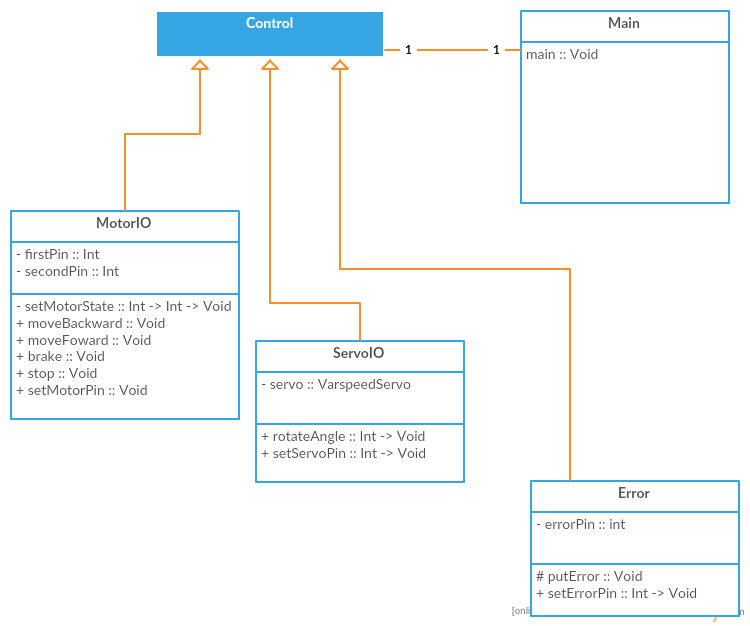 Control
1
1
Main
main :: Void
MotorIO
- firstPin :: Int
- secondPin :: Int
- setMotorState :: Int -> Int -> Void
+ moveBackward :: Void
+ moveFoward :: Void
+ brake :: Void
+ stop :: Void
+ setMotorPin :: Void
ServoIO
- servo :: VarspeedServo
+ rotateAngle :: Int -> Void
+ setServoPin :: Int -> Void
Error
- errorPin :: int
# putError :: Void
+ setErrorPin :: Int -> Void